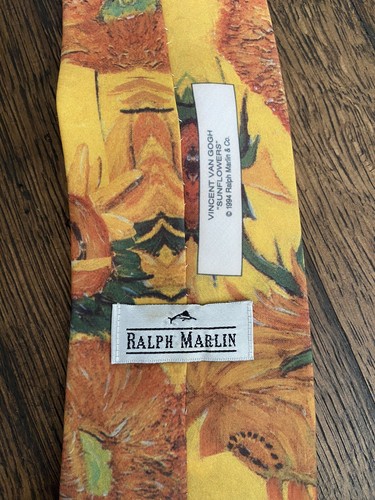 VINCENT VAN GOGH
"SUNFLOWERS"
© 1994 Ralph Marlin & Co.
RALPH MARLIN